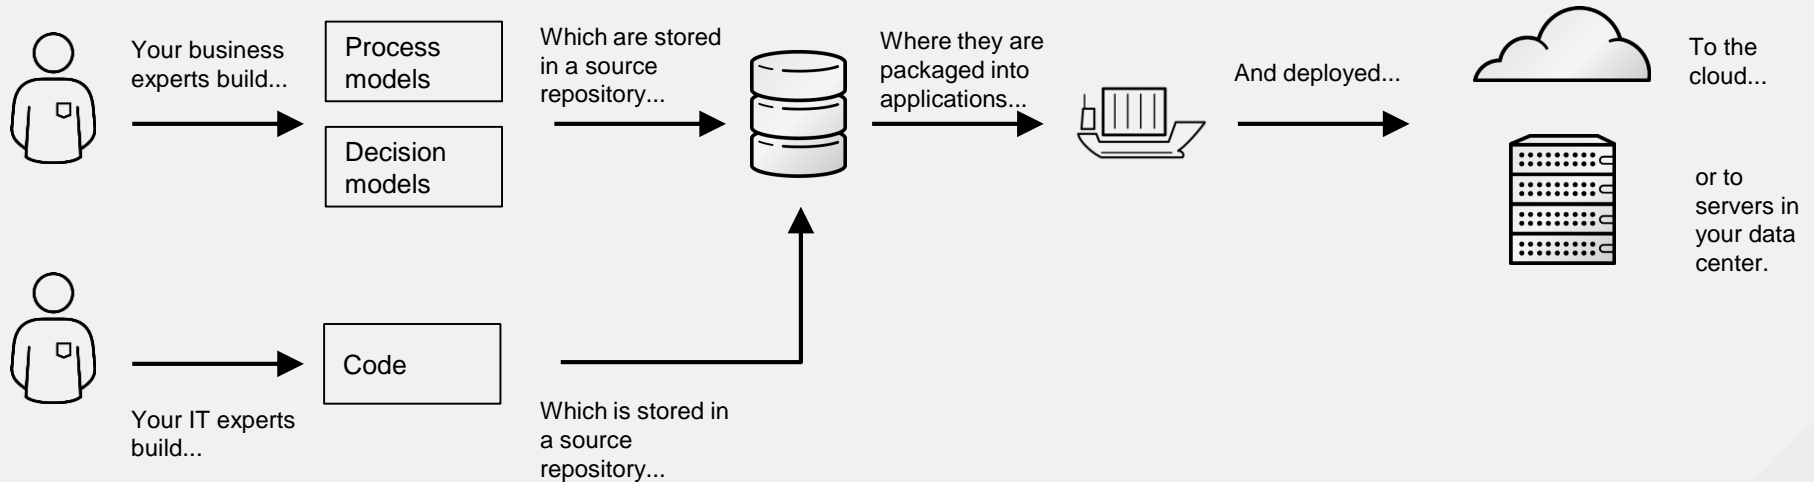 Your business
experts build...
Process
models
Decision
models
Which are stored
in a source
repository...
Where they are
packaged into
applications...
And deployed...
To the
cloud...
or to
servers in
your data
center.
Your IT experts
build...
Code
Which is stored in
a source
repository...